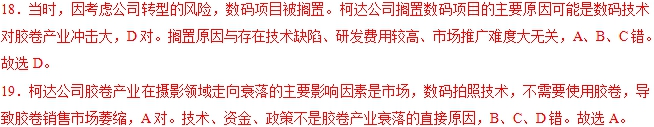 18．当时，因考虑公司转型的风险，数码项目被搁置。柯达公司搁置数码项目的主要原因可能是数码技术
对胶卷产业冲击大，D 对。搁置原因与存在技术缺陷、研发费用较高、市场推广难度大无关，A、B、C 错。
故选 D。
19．柯达公司胶卷产业在摄影领域走向衰落的主要影响因素是市场，数码拍照技术，不需要使用胶卷，导
致胶卷销售市场萎缩，A 对。技术、资金、政策不是胶卷产业衰落的直接原因，B、C、D 错。故选 A。